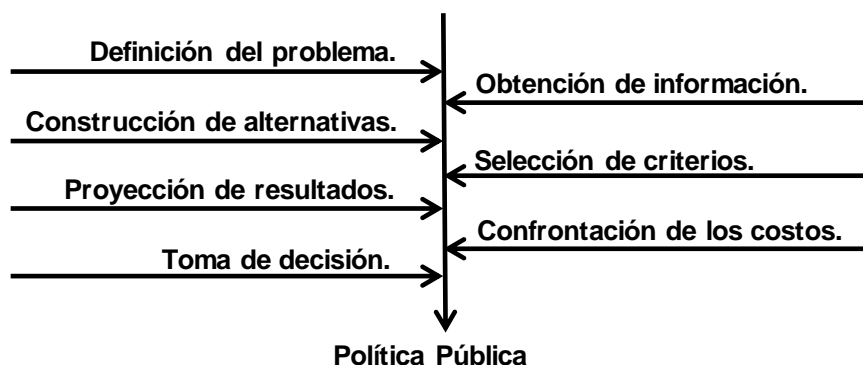 Definición del problema.
Obtención de información.
Construcción de alternativas.
Selección de criterios.
Proyección de resultados.
Confrontación de los costos.
Toma de decisión.
Política Pública